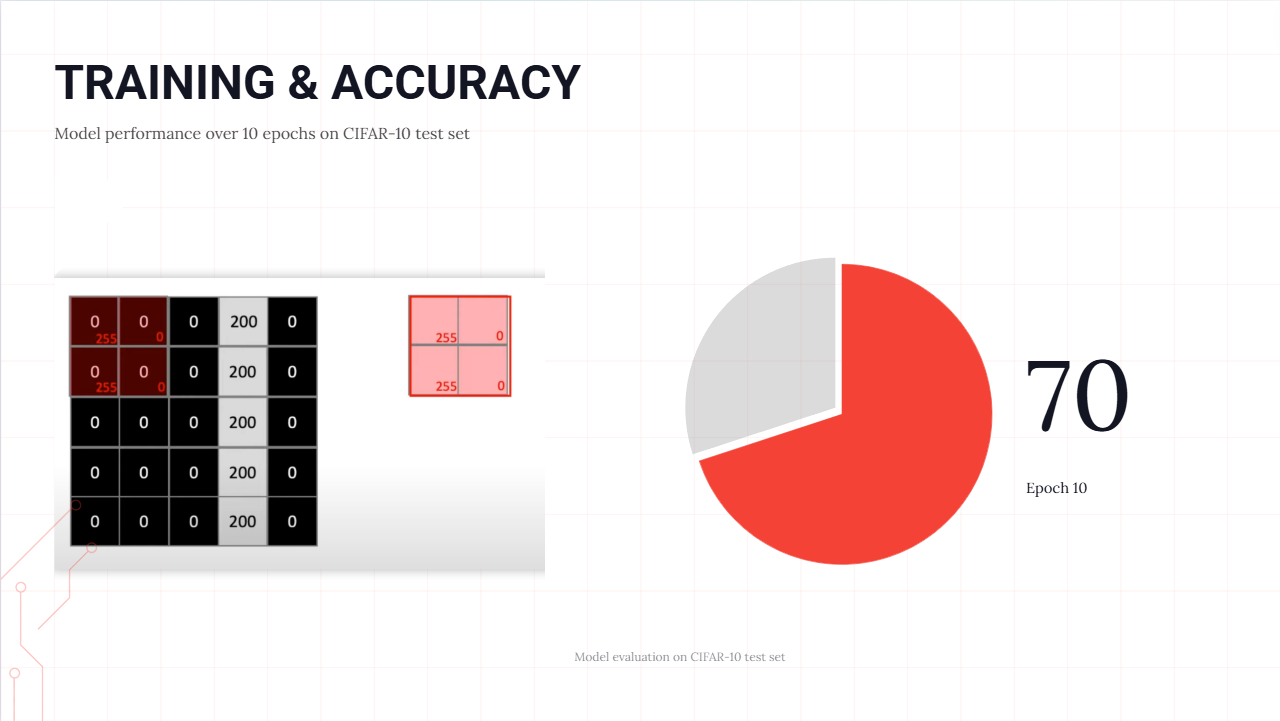 TRAINING & ACCURACY
Model performance over 10 epochs on CIFAR-10 test set
0 0 0 200 0
255 0
255 0
0 0 0 200 0
255 0
255 0
0 0 0 200 0
0 0 0 200 0
0 0 0 200 0
70
Epoch 10
Model evaluation on CIFAR-10 test set